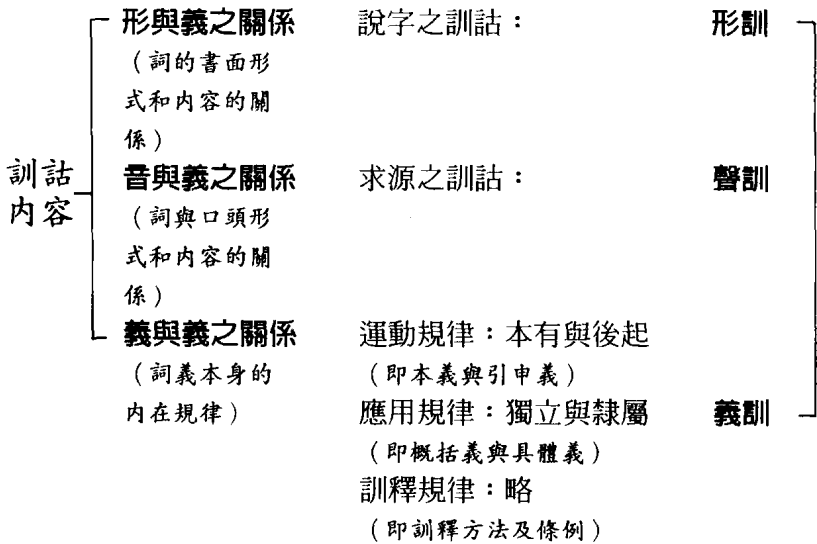 形與義之關係 說字之訓詁： 形訓
（詞的書面形
式和内容的關
係）
訓詁
内容
音與義之關係 求源之訓詁： 聲訓
（詞與口頭形
式和内容的關
係）
義與義之關係 運動規律：本有與後起
（詞義本身的 （即本義與引申義）
内在規律） 應用規律：獨立與隸屬 義訓
（即概括義與具體義）
訓釋規律：略
（即訓釋方法及條例）